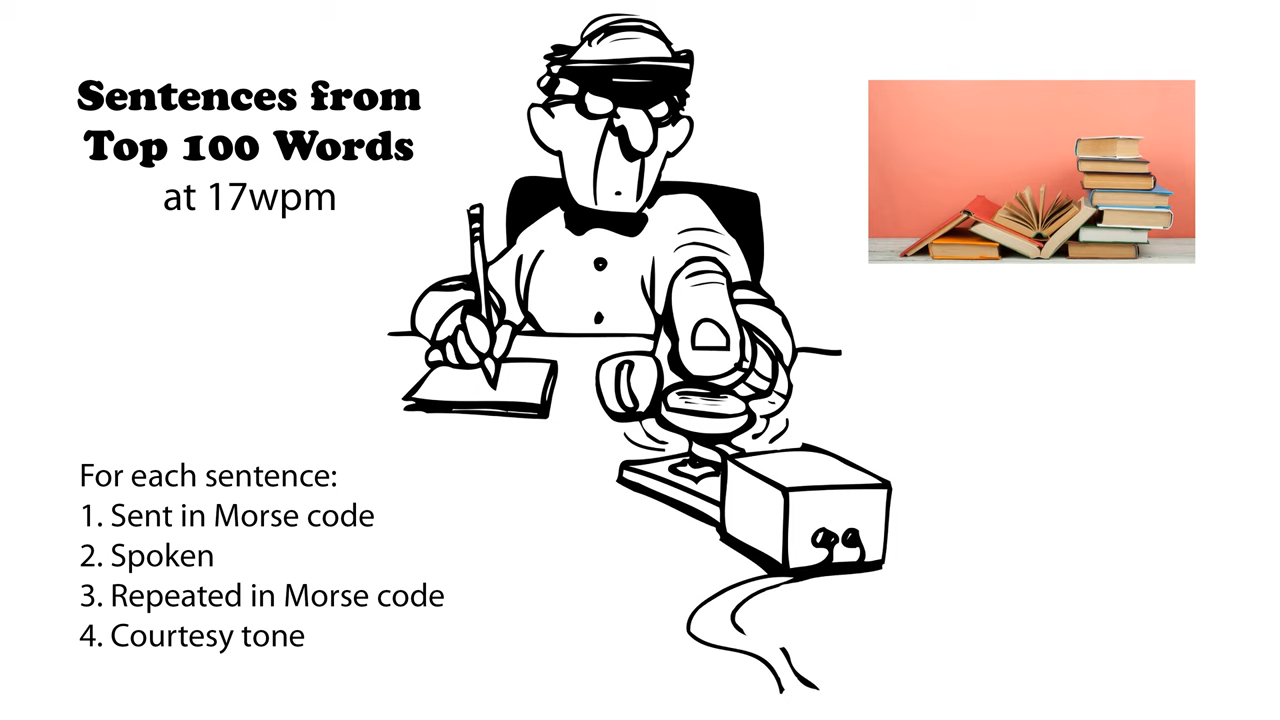 Sentences from
Top 100 Words
at 17wpm
For each sentence:
1. Sent in Morse code
2. Spoken
3. Repeated in Morse code
4. Courtesy tone